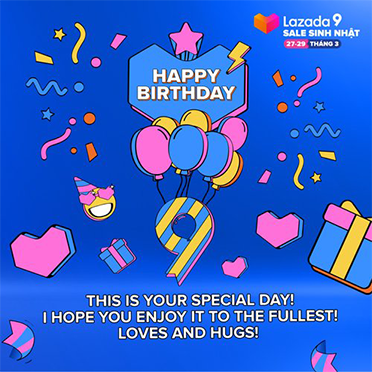 Lazada 9
SALE SINH NHẬT
27-29 THÁNG 3
HAPPY
BIRTHDAY
9
THIS IS YOUR SPECIAL DAY!
I HOPE YOU ENJOY IT TO THE FULLEST!
LOVES AND HUGS!